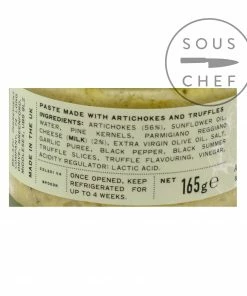 SOUS
CHEF
PASTE MADE WITH ARTICHOKES AND TRUFFLES
INGREDIENTS: ARTICHOKES (56%), SUNFLOWER OIL,
WATER, PINE KERNELS, PARMIGIANO REGGIANO
CHEESE (MILK) (2%), EXTRA VIRGIN OLIVE OIL, SALT,
GARLIC PUREE, BLACK PEPPER, BLACK SUMMER
TRUFFLE SLICES, TRUFFLE FLAVOURING, VINEGAR,
ACIDITY REGULATOR: LACTIC ACID.
ONCE OPENED, KEEP
REFRIGERATED FOR
UP TO 4 WEEKS.
NET 165g e
MADE IN THE UK